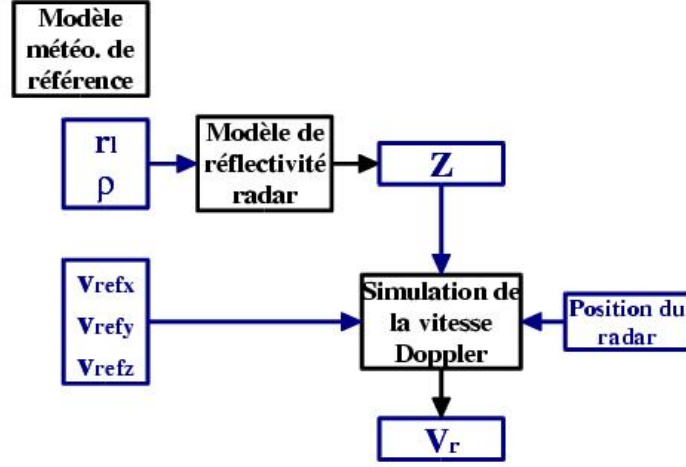 Modèle
météo. de
référence
rl
ρ
Modèle de
réflectivité
radar
Z
vrefx
vrefy
vrefz
Simulation de
la vitesse
Doppler
Position du
radar
Vr